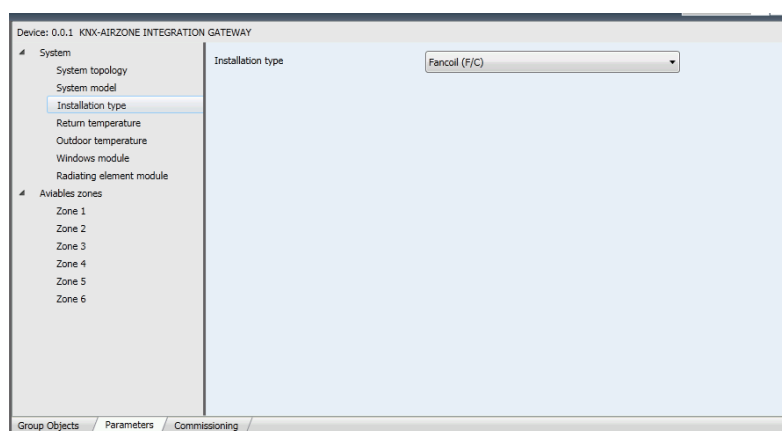 Device: 0.0.1 KNX-AIRZONE INTEGRATION GATEWAY
System
System topology
System model
Installation type
Return temperature
Outdoor temperature
Windows module
Radiating element module
Aviables zones
Zone 1
Zone 2
Zone 3
Zone 4
Zone 5
Zone 6
Installation type
Fancoil (F/C)
Group Objects
Parameters
Commissioning